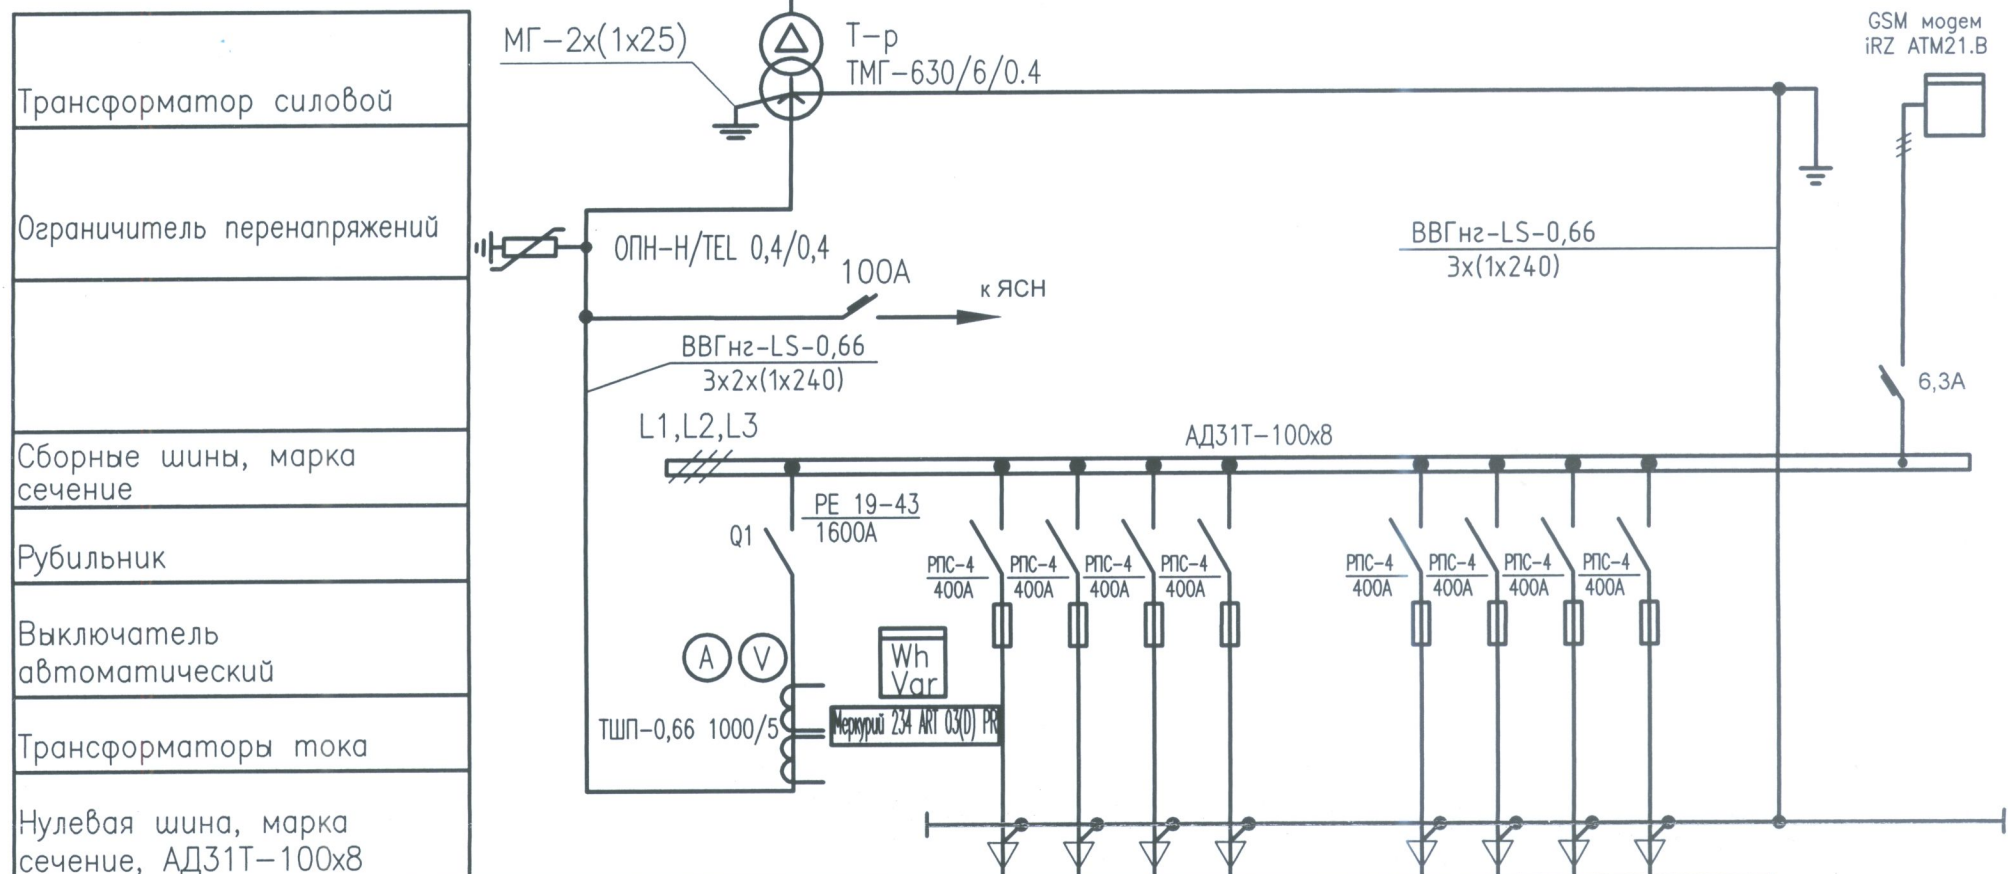 Трансформатор силовой
Ограничитель перенапряжений
Сборные шины, марка
сечение
Рубильник
Выключатель
автоматический
Трансформаторы тока
Нулевая шина, марка
сечение, АД31Т-100х8
МГ-2х(1х25)
Т-р
ТМГ-630/6/0.4
GSM модем
iRZ ATM21.B
ОПН-Н/TEL 0,4/0,4
100А
к ЯСН
ВВГнг-LS-0,66
3х2х(1х240)
ВВГнг-LS-0,66
3х(1х240)
6,3А
L1,L2,L3
АД31Т-100х8
Q1
РЕ 19-43
1600А
РПС-4
400А
РПС-4
400А
РПС-4
400А
РПС-4
400А
РПС-4
400А
РПС-4
400А
РПС-4
400А
РПС-4
400А
A
V
Wh
Var
ТШП-0,66 1000/5
Меркурий 234 ART 03(D) PR